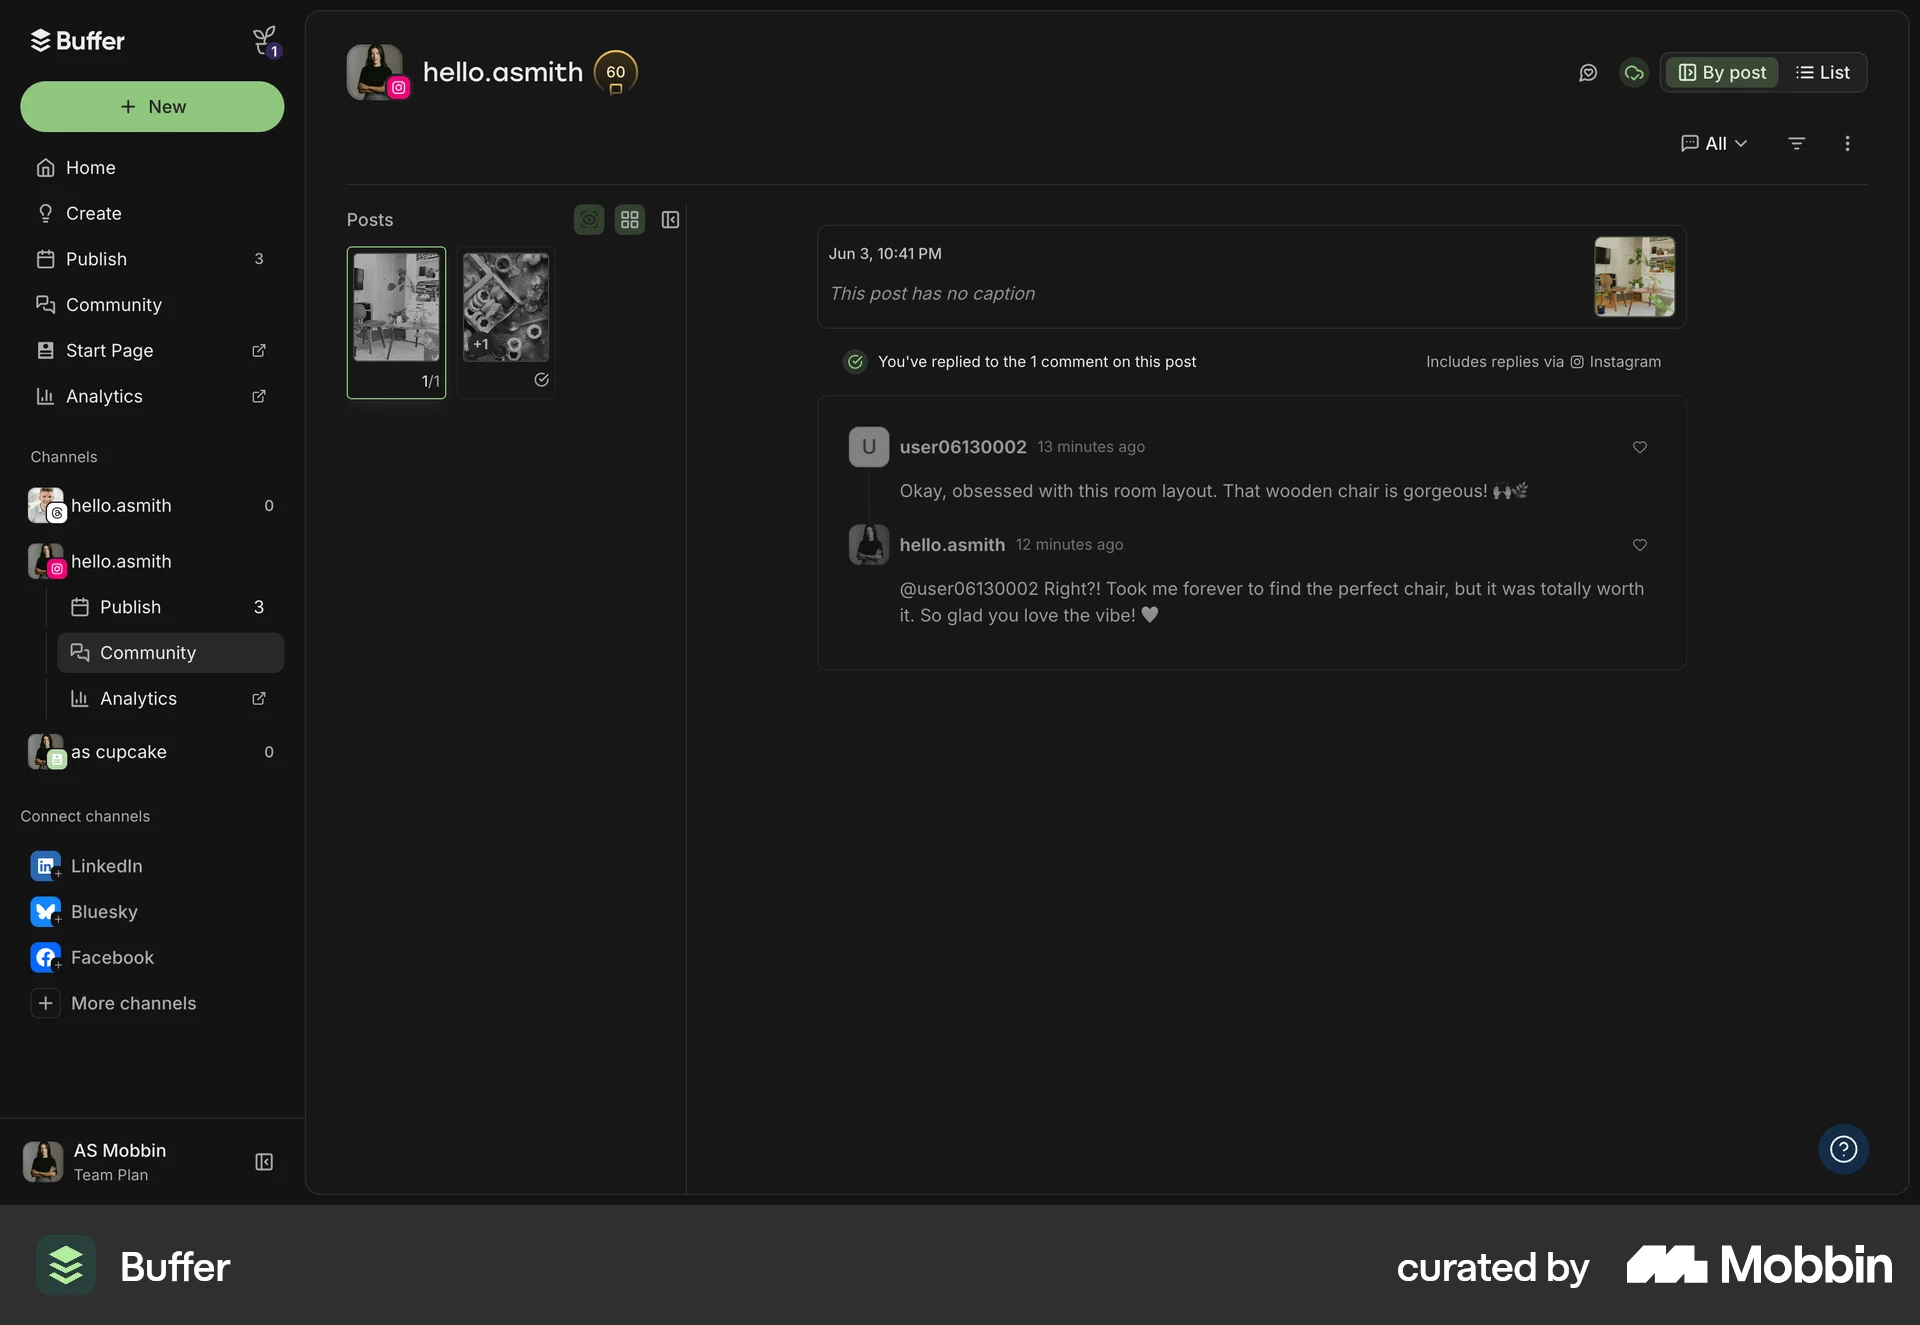 Buffer
1
New
Home
Create
Publish 3
Community
Start Page
Analytics
Channels
hello.asmith 0
hello.asmith
Publish 3
Community
Analytics
as cupcake 0
Connect channels
LinkedIn
Bluesky
Facebook
More channels
AS Mobbin
Team Plan
hello.asmith 60
By post List
All
Posts
1/1
+1
Jun 3, 10:41 PM
This post has no caption
You've replied to the 1 comment on this post
Includes replies via Instagram
U
user06130002 13 minutes ago
Okay, obsessed with this room layout. That wooden chair is gorgeous! 🙌🌿
hello.asmith 12 minutes ago
@user06130002 Right?! Took me forever to find the perfect chair, but it was totally worth
it. So glad you love the vibe! 🖤
Buffer
curated by Mobbin